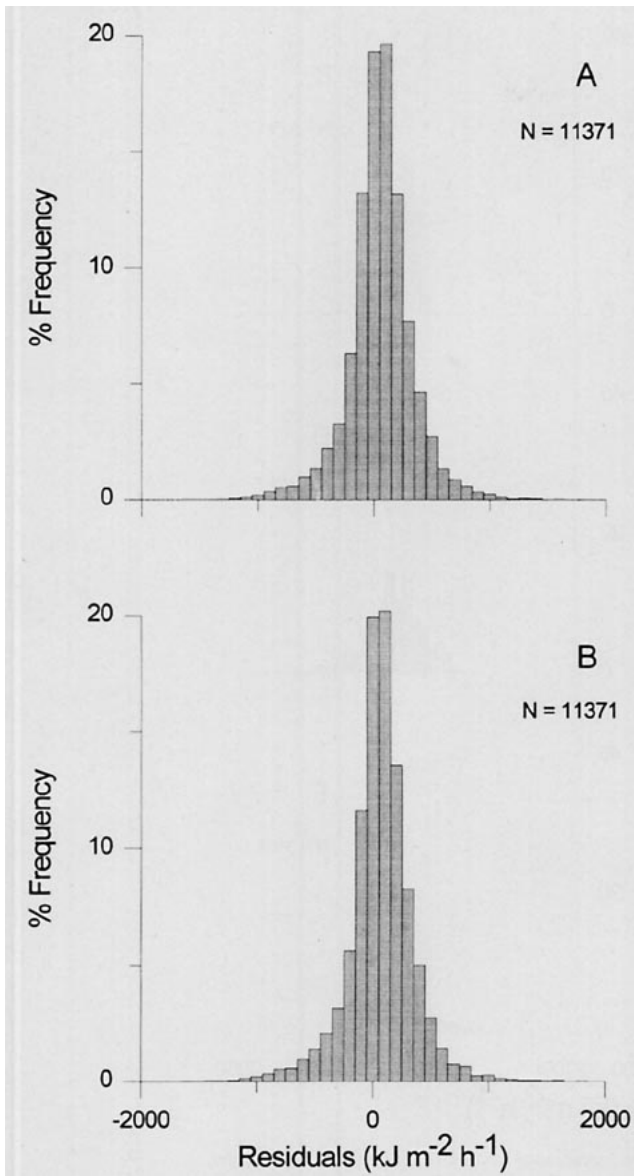 20
A
N = 11371
% Frequency
10
0
20
B
N = 11371
% Frequency
10
0
-2000 0 2000
Residuals (kJ m⁻² h⁻¹)